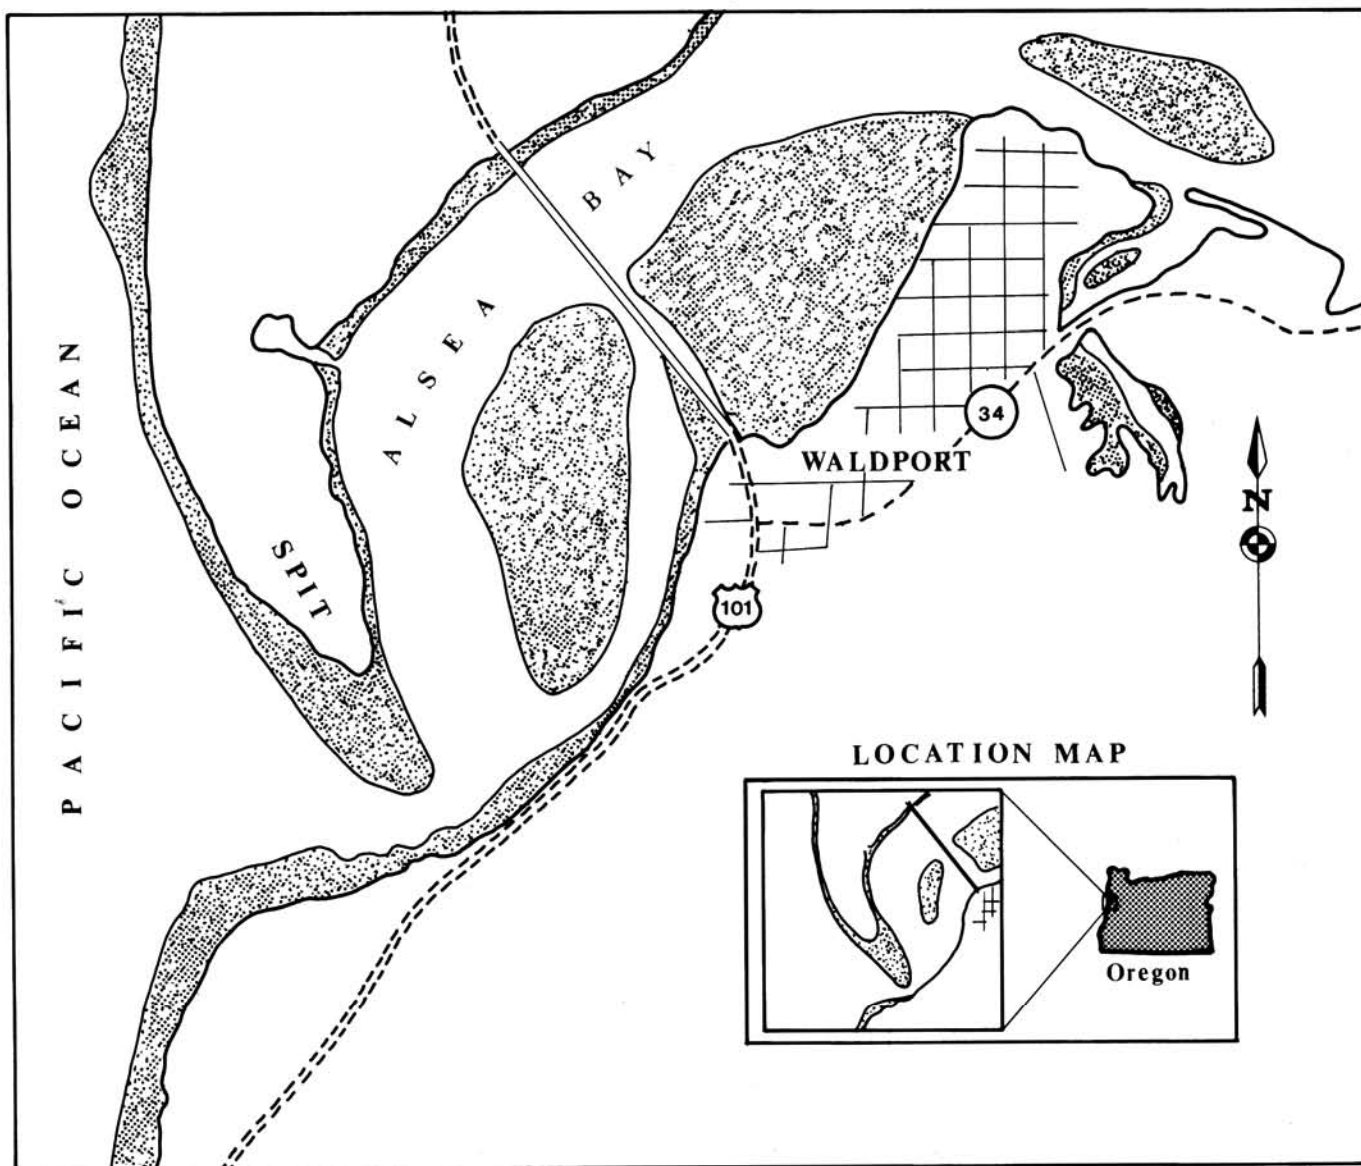 PACIFIC OCEAN
ALSEA BAY
SPIT
WALDPORT
34
101
N
LOCATION MAP
Oregon